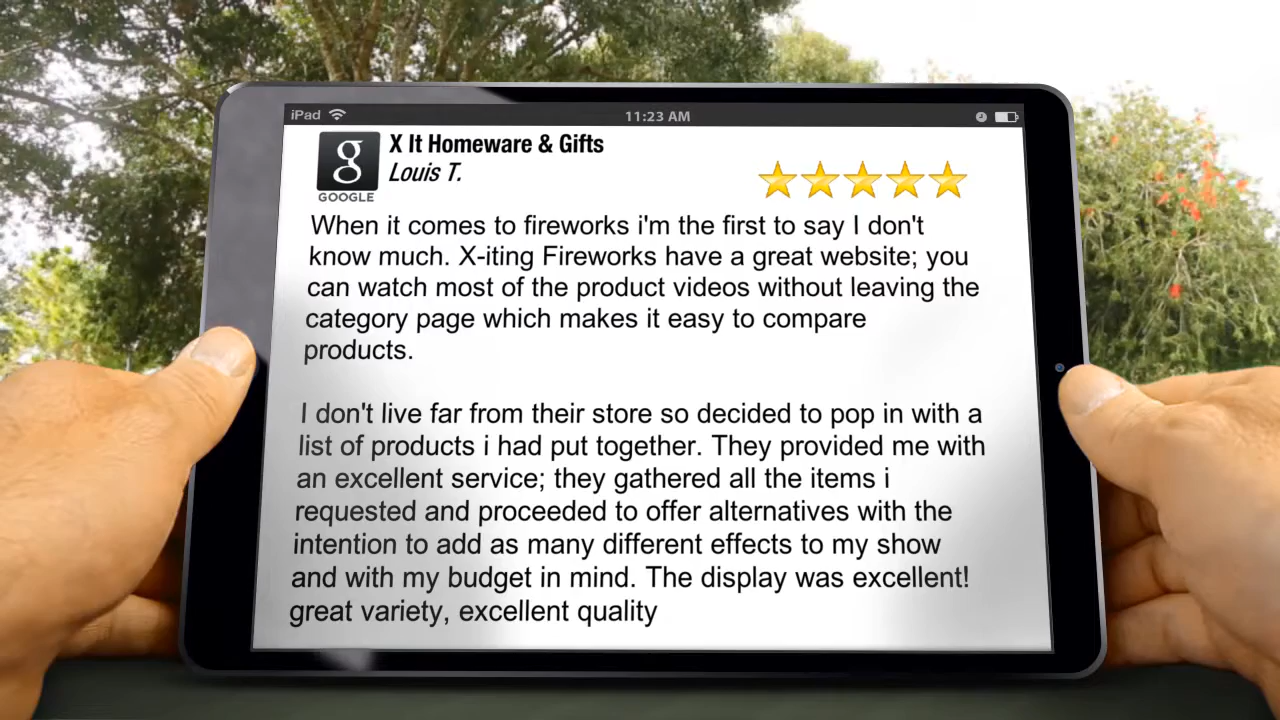 iPad 11:23 AM
g X It Homeware & Gifts
Louis T.
GOOGLE
When it comes to fireworks i'm the first to say I don't
know much. X-iting Fireworks have a great website; you
can watch most of the product videos without leaving the
category page which makes it easy to compare
products.
I don't live far from their store so decided to pop in with a
list of products i had put together. They provided me with
an excellent service; they gathered all the items i
requested and proceeded to offer alternatives with the
intention to add as many different effects to my show
and with my budget in mind. The display was excellent!
great variety, excellent quality